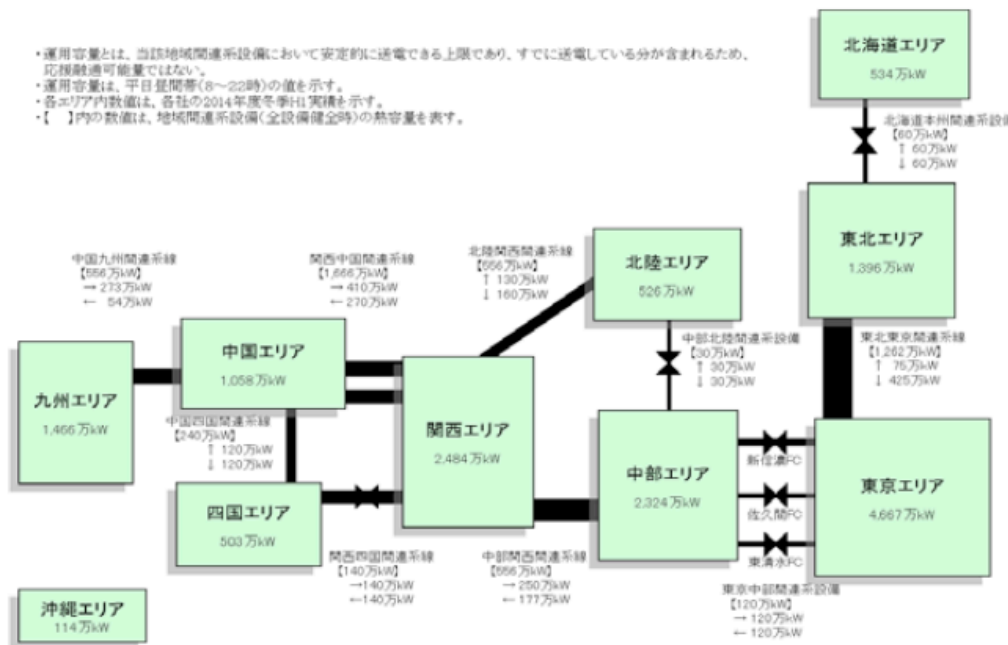 ・運用容量とは、当該地域間連系設備において安定的に送電できる上限であり、すでに送電している分が含まれるため、
応援融通可能量ではない。
・運用容量は、平日昼間帯(8～22時)の値を示す。
・各エリア内数値は、各社の2014年度冬季H1実績を示す。
・【　】内の数値は、地域間連系設備(全設備健全時)の熱容量を表す。
北海道エリア
534万kW
北海道本州間連系設備
【60万kW】
↑ 60万kW
↓ 60万kW
東北エリア
1,396万kW
東北東京間連系線
【1,262万kW】
↑ 75万kW
↓ 425万kW
北陸エリア
526万kW
北陸関西間連系線
【556万kW】
↑ 130万kW
↓ 160万kW
中部北陸間連系設備
【30万kW】
↑ 30万kW
↓ 30万kW
中国九州間連系線
【556万kW】
→ 273万kW
← 54万kW
関西中国間連系線
【1,666万kW】
→ 410万kW
← 270万kW
中国エリア
1,058万kW
九州エリア
1,466万kW
中国四国間連系線
【240万kW】
↑ 120万kW
↓ 120万kW
関西エリア
2,484万kW
四国エリア
503万kW
関西四国間連系線
【140万kW】
→140万kW
←140万kW
中部関西間連系線
【556万kW】
→ 250万kW
← 177万kW
中部エリア
2,324万kW
新信濃FC
佐久間FC
東清水FC
東京エリア
4,667万kW
東京中部間連系設備
【120万kW】
→ 120万kW
← 120万kW
沖縄エリア
114万kW